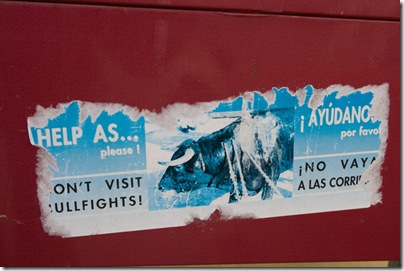 HELP AS...
please !
ON'T VISIT
ULLFIGHTS!
¡ AYÚDANO
por favo
¡NO VAYA
A LAS CORRI